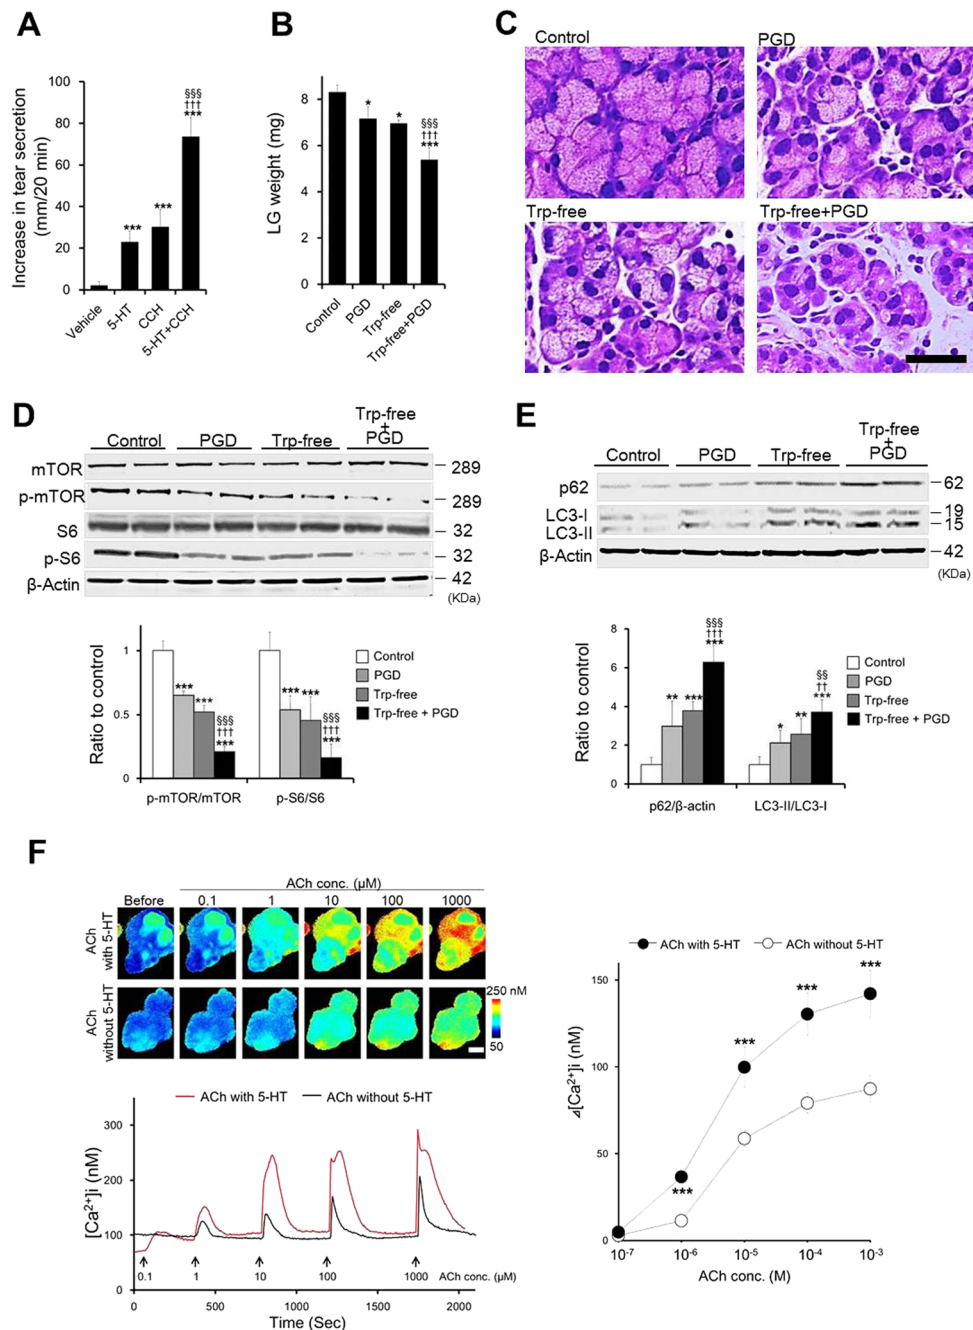 A
Increase in tear secretion
(mm/20 min)
100
80
60
40
20
0
***
***
§§§
†††
***
Vehicle
5-HT
CCH
5-HT+CCH
B
LG weight (mg)
8
6
4
2
0
*
*
§§§
†††
***
Control
PGD
Trp-free
Trp-free+PGD
C
Control
PGD
Trp-free
Trp-free+PGD
D
Control
PGD
Trp-free
Trp-free
+
PGD
mTOR
289
p-mTOR
289
S6
32
p-S6
32
β-Actin
42
(KDa)
Ratio to control
1
0.5
0
***
***
§§§
†††
***
***
***
§§§
†††
***
p-mTOR/mTOR
p-S6/S6
Control
PGD
Trp-free
Trp-free + PGD
E
Control
PGD
Trp-free
Trp-free
+
PGD
p62
62
LC3-I
19
LC3-II
15
β-Actin
42
(KDa)
Ratio to control
8
6
4
2
0
**
***
§§§
†††
***
*
**
§§
††
***
p62/β-actin
LC3-II/LC3-I
Control
PGD
Trp-free
Trp-free + PGD
F
ACh conc. (μM)
Before
0.1
1
10
100
1000
ACh
with 5-HT
ACh
without 5-HT
250 nM
50
ACh with 5-HT
ACh without 5-HT
[Ca²⁺]i (nM)
300
200
100
0
0.1
1
10
100
1000
ACh conc. (μM)
0
500
1000
1500
2000
Time (Sec)
ACh with 5-HT
ACh without 5-HT
⊿[Ca²⁺]i (nM)
150
100
50
0
***
***
***
***
10⁻⁷
10⁻⁶
10⁻⁵
10⁻⁴
10⁻³
ACh conc. (M)